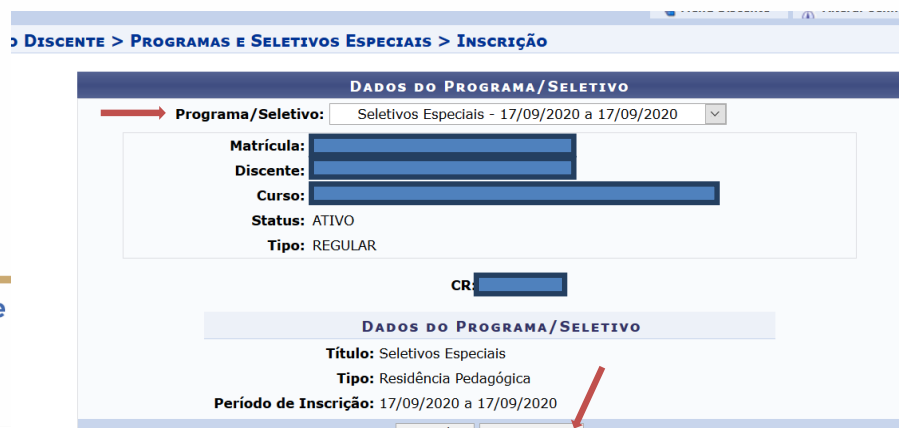 Discente > Programas e Seletivos Especiais > Inscrição
Dados do Programa/Seletivo
Programa/Seletivo: Seletivos Especiais - 17/09/2020 a 17/09/2020
Matrícula:
Discente:
Curso:
Status: ATIVO
Tipo: REGULAR
CR:
Dados do Programa/Seletivo
Título: Seletivos Especiais
Tipo: Residência Pedagógica
Período de Inscrição: 17/09/2020 a 17/09/2020